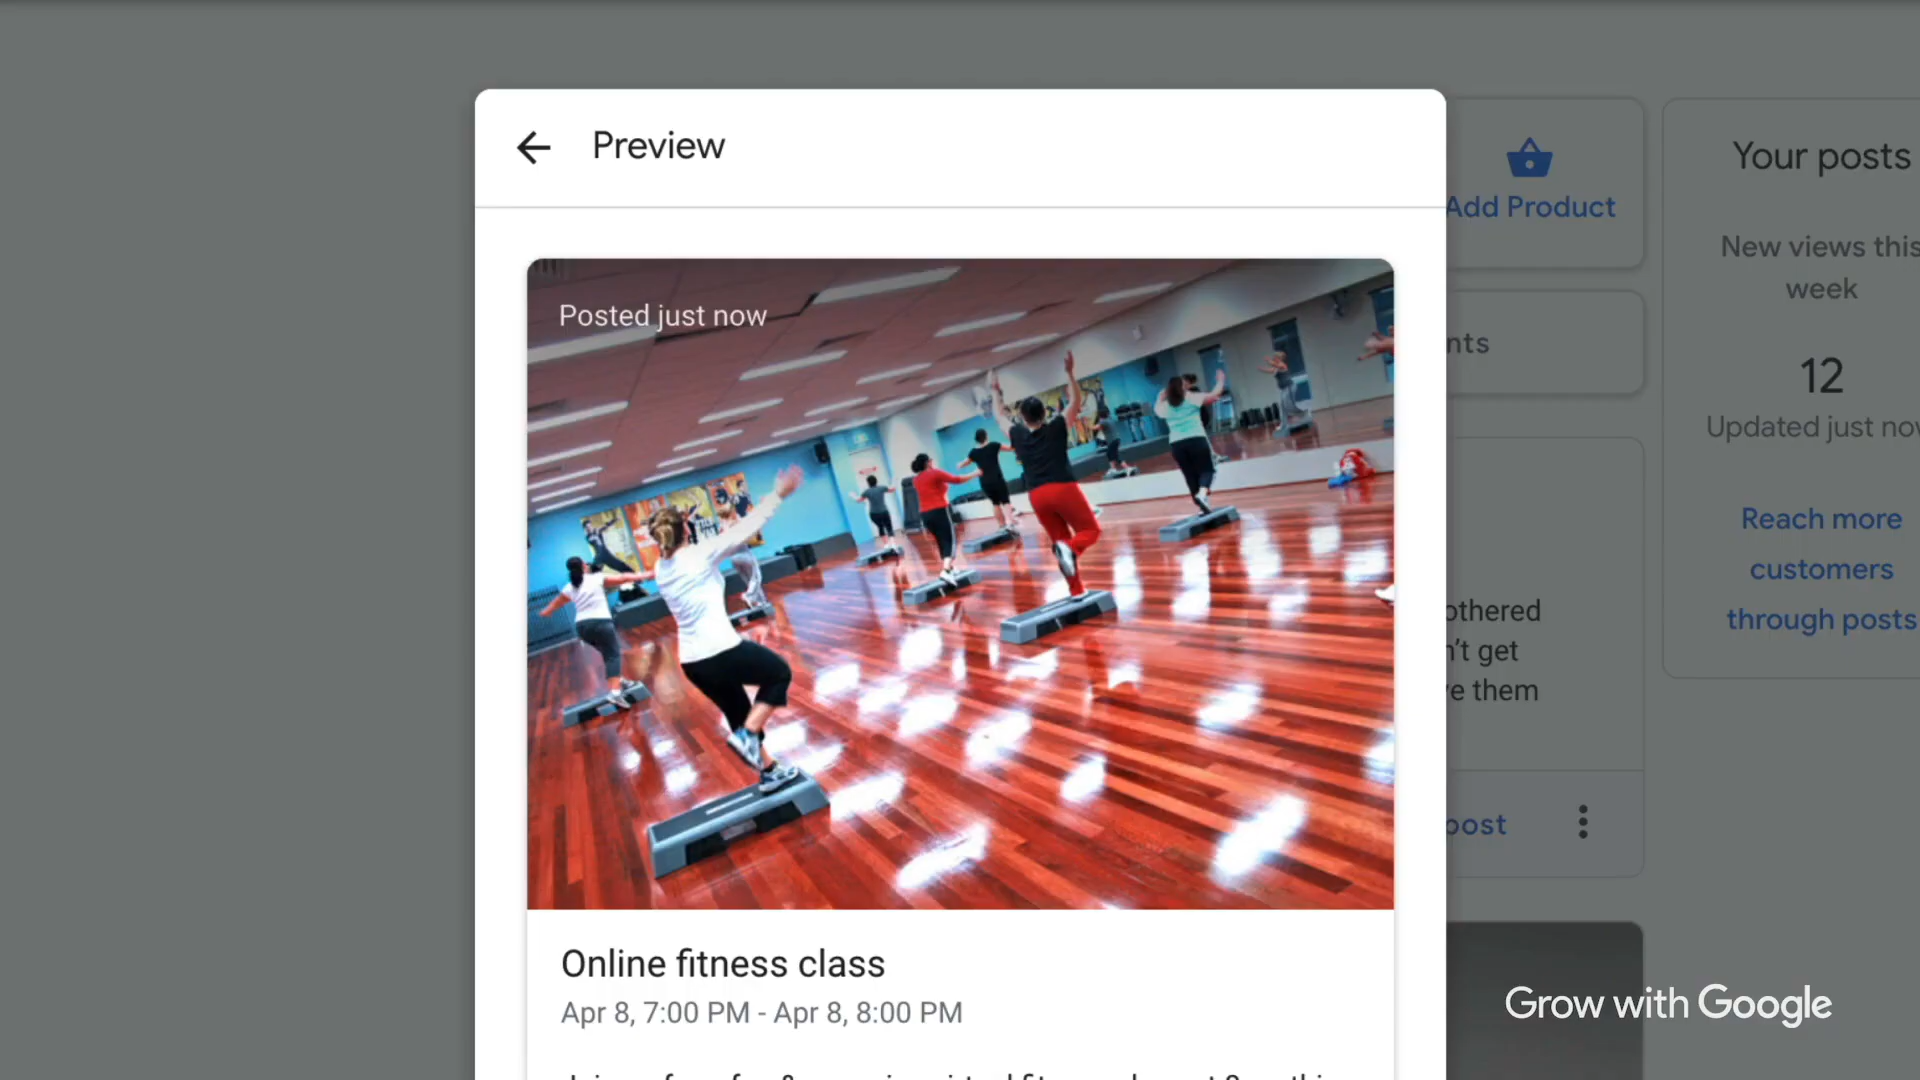 Preview
Posted just now
Online fitness class
Apr 8, 7:00 PM - Apr 8, 8:00 PM
Add Product
nts
othered
n't get
ve them
post
Your posts
New views this
week
12
Updated just now
Reach more
customers
through posts
Grow with Google